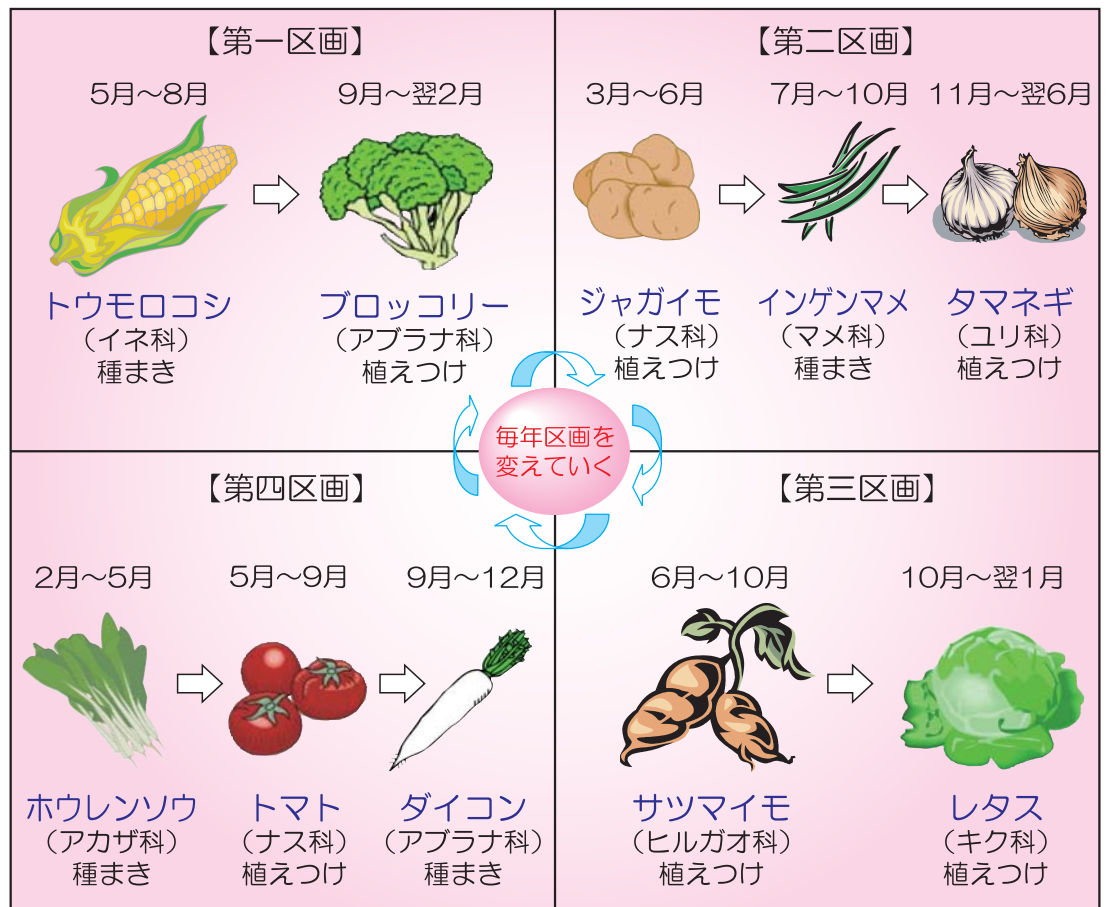 【第一区画】
5月～8月
9月～翌2月
トウモロコシ
（イネ科）
種まき
ブロッコリー
（アブラナ科）
植えつけ
【第二区画】
3月～6月
7月～10月
11月～翌6月
ジャガイモ
（ナス科）
植えつけ
インゲンマメ
（マメ科）
種まき
タマネギ
（ユリ科）
植えつけ
毎年区画を
変えていく
【第四区画】
2月～5月
5月～9月
9月～12月
ホウレンソウ
（アカザ科）
種まき
トマト
（ナス科）
植えつけ
ダイコン
（アブラナ科）
種まき
【第三区画】
6月～10月
10月～翌1月
サツマイモ
（ヒルガオ科）
植えつけ
レタス
（キク科）
植えつけ